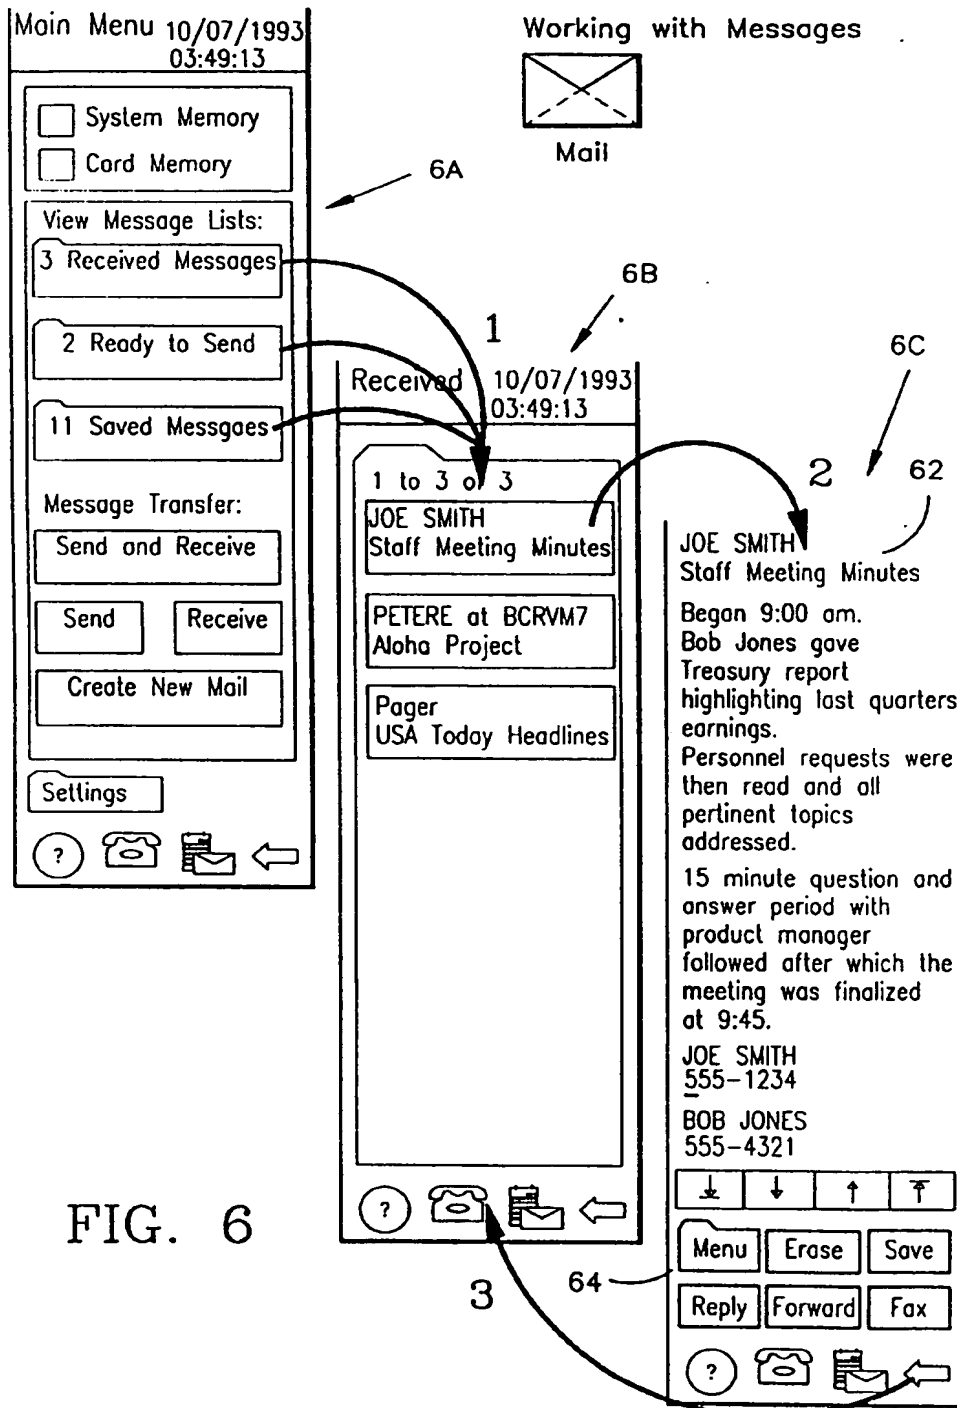 Main Menu 10/07/1993
03:49:13
System Memory
Card Memory
View Message Lists:
3 Received Messages
2 Ready to Send
11 Saved Messgaes
Message Transfer:
Send and Receive
Send Receive
Create New Mail
Settings
?
Working with Messages
Mail
6A
6B
1
Received 10/07/1993
03:49:13
1 to 3 of 3
JOE SMITH
Staff Meeting Minutes
PETERE at BCRVM7
Aloha Project
Pager
USA Today Headlines
?
6C
2
62
JOE SMITH
Staff Meeting Minutes
Began 9:00 am.
Bob Jones gave
Treasury report
highlighting last quarters
earnings.
Personnel requests were
then read and all
pertinent topics
addressed.
15 minute question and
answer period with
product manager
followed after which the
meeting was finalized
at 9:45.
JOE SMITH
555-1234
BOB JONES
555-4321
Menu Erase Save
Reply Forward Fax
?
64
3
FIG. 6